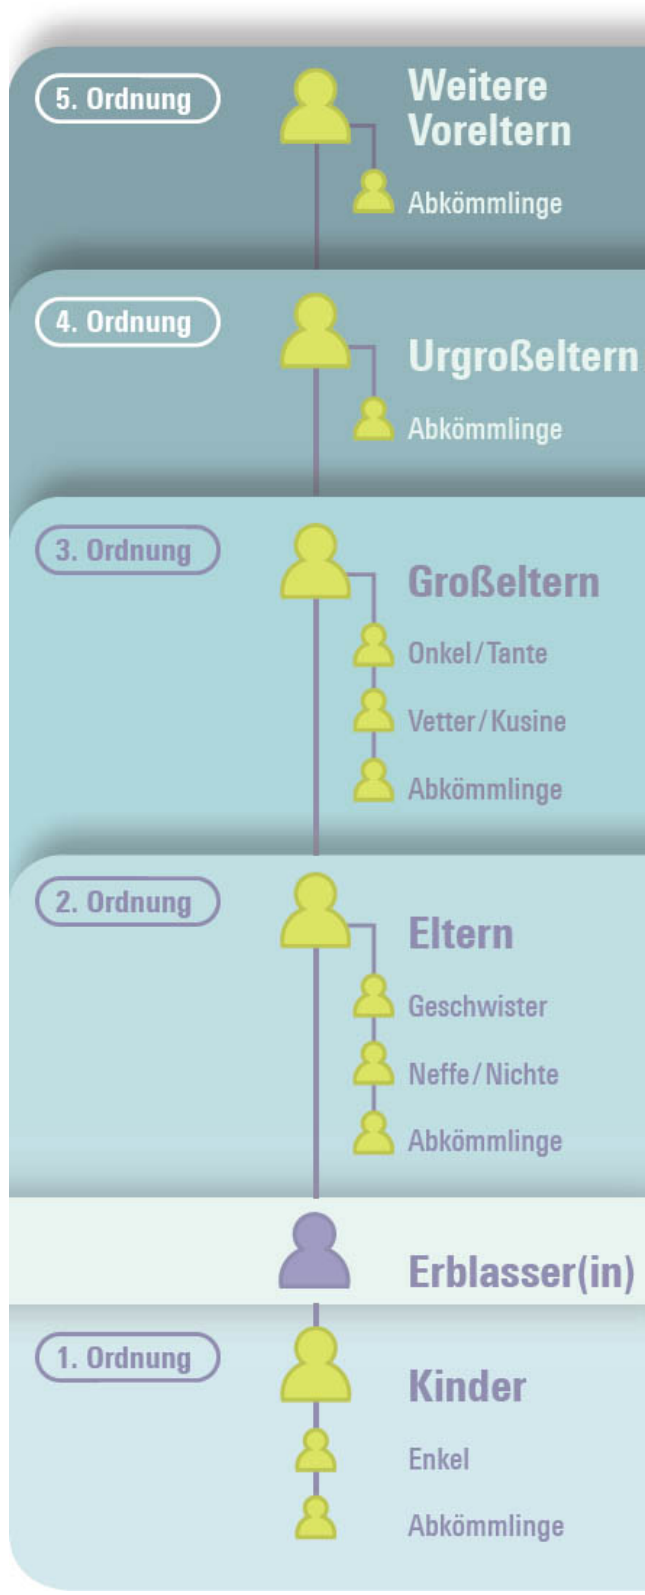 5. Ordnung
Weitere
Voreltern
Abkömmlinge
4. Ordnung
Urgroßeltern
Abkömmlinge
3. Ordnung
Großeltern
Onkel/Tante
Vetter/Kusine
Abkömmlinge
2. Ordnung
Eltern
Geschwister
Neffe/Nichte
Abkömmlinge
Erblasser(in)
1. Ordnung
Kinder
Enkel
Abkömmlinge